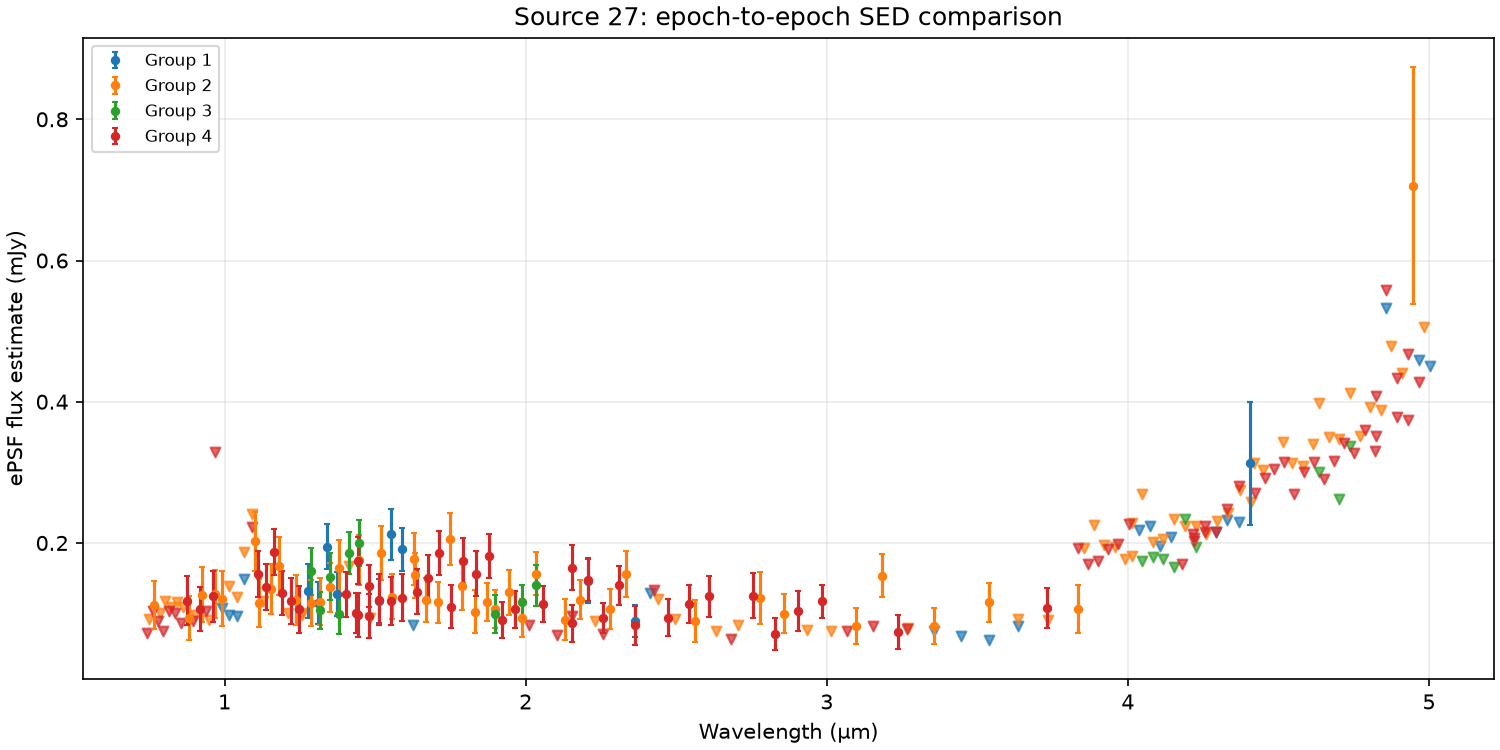 Source 27: epoch-to-epoch SED comparison
Group 1
Group 2
Group 3
Group 4
ePSF flux estimate (mJy)
0.8
0.6
0.4
0.2
1 2 3 4 5
Wavelength (μm)